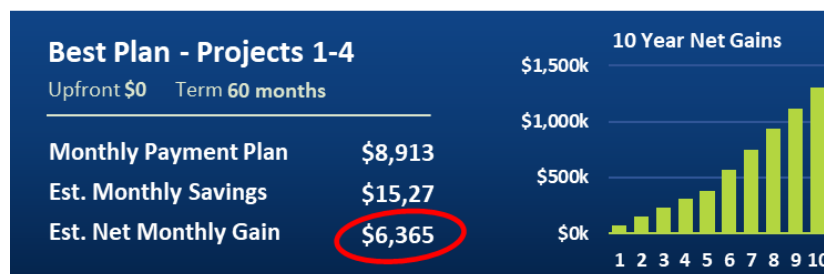 Best Plan - Projects 1-4
Upfront $0 Term 60 months
Monthly Payment Plan $8,913
Est. Monthly Savings $15,27
Est. Net Monthly Gain $6,365
10 Year Net Gains
$1,500k
$1,000k
$500k
$0k
1 2 3 4 5 6 7 8 9 10